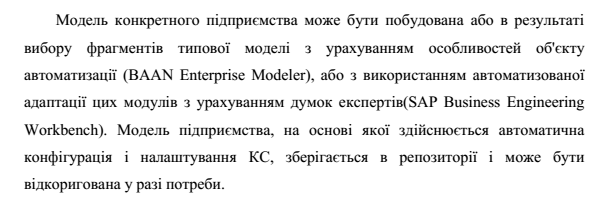 Модель конкретного підприємства може бути побудована або в результаті
вибору фрагментів типової моделі з урахуванням особливостей об'єкту
автоматизації (BAAN Enterprise Modeler), або з використанням автоматизованої
адаптації цих модулів з урахуванням думок експертів(SAP Business Engineering
Workbench). Модель підприємства, на основі якої здійснюється автоматична
конфігурація і налаштування КС, зберігається в репозиторії і може бути
відкоригована у разі потреби.